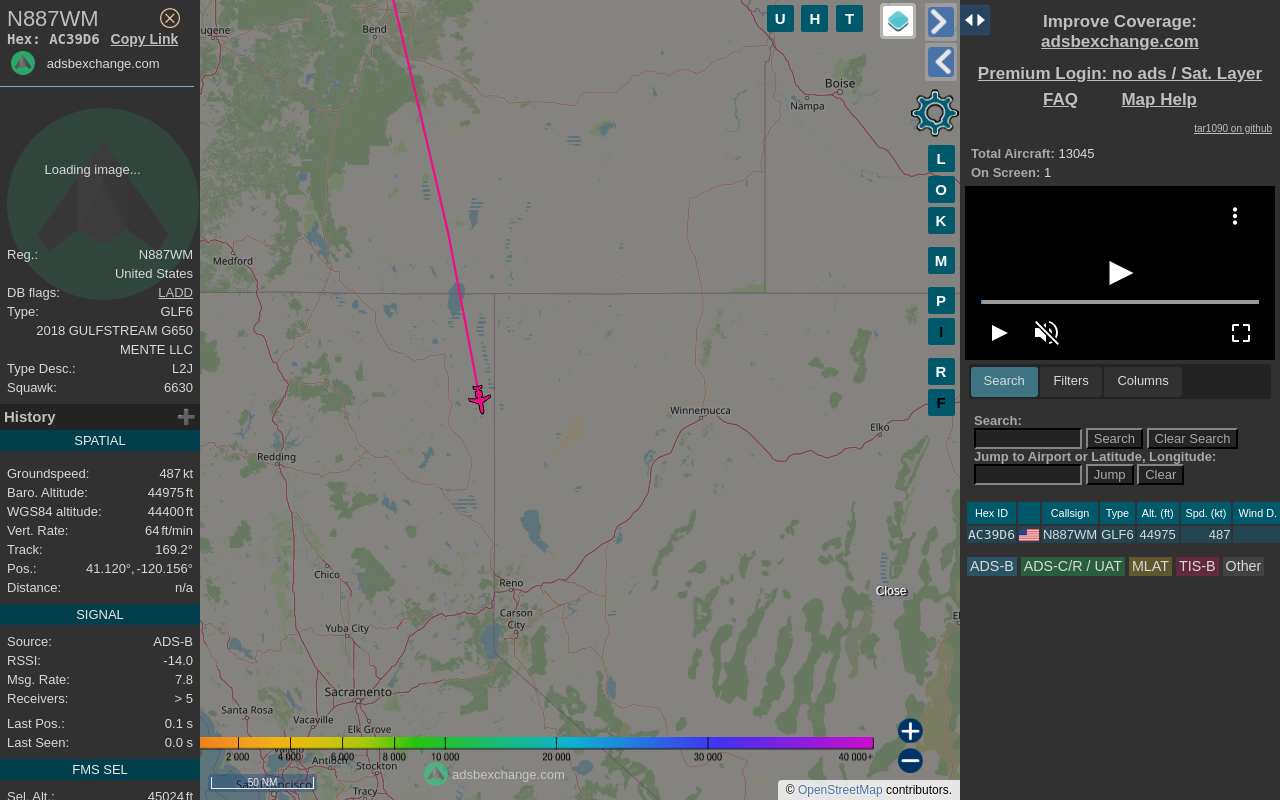 N887WM
Hex: AC39D6 Copy Link
adsbexchange.com
Loading image...
Reg.: N887WM
United States
DB flags: LADD
Type: GLF6
2018 GULFSTREAM G650
MENTE LLC
Type Desc.: L2J
Squawk: 6630
History
SPATIAL
Groundspeed: 487 kt
Baro. Altitude: 44975 ft
WGS84 altitude: 44400 ft
Vert. Rate: 64 ft/min
Track: 169.2°
Pos.: 41.120°, -120.156°
Distance: n/a
SIGNAL
Source: ADS-B
RSSI: -14.0
Msg. Rate: 7.8
Receivers: > 5
Last Pos.: 0.1 s
Last Seen: 0.0 s
FMS SEL
Sel. Alt.: 45024 ft
ugene
Bend
Boise
Nampa
Medford
Winnemucca
Elko
Redding
Chico
Reno
Carson
City
Yuba City
Sacramento
Santa Rosa
Vacaville
Elk Grove
Antioch
Stockton
Tracy
U H T
L
O
K
M
P
I
R
F
Close
2 000 4 000 6 000 8 000 10 000 20 000 30 000 40 000+
adsbexchange.com
50 NM
© OpenStreetMap contributors.
Improve Coverage:
adsbexchange.com
Premium Login: no ads / Sat. Layer
FAQ Map Help
tar1090 on github
Total Aircraft: 13045
On Screen: 1
Search Filters Columns
Search:
Search Clear Search
Jump to Airport or Latitude, Longitude:
Jump Clear
Hex ID Callsign Type Alt. (ft) Spd. (kt) Wind D.
AC39D6 N887WM GLF6 44975 487
ADS-B ADS-C/R / UAT MLAT TIS-B Other